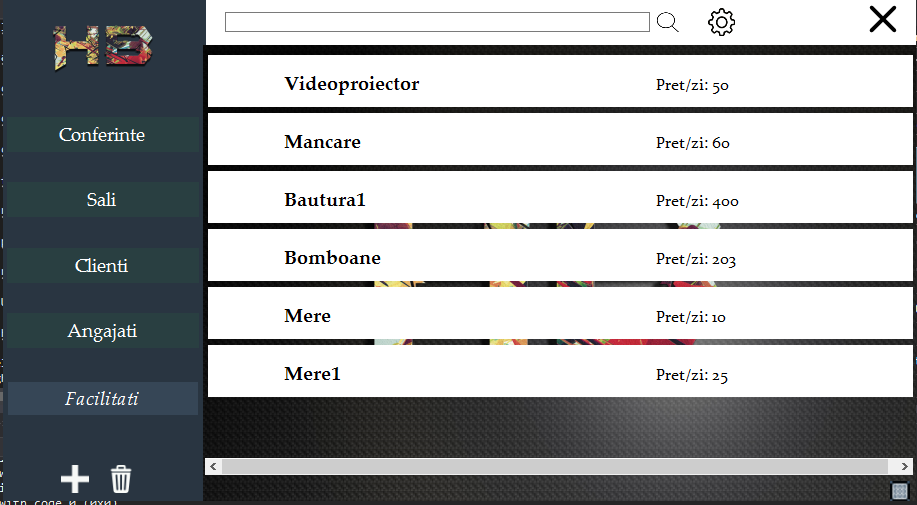 HB
Conferinte
Sali
Clienti
Angajati
Facilitati
Videoproiector Pret/zi: 50
Mancare Pret/zi: 60
Bautura1 Pret/zi: 400
Bomboane Pret/zi: 203
Mere Pret/zi: 10
Mere1 Pret/zi: 25